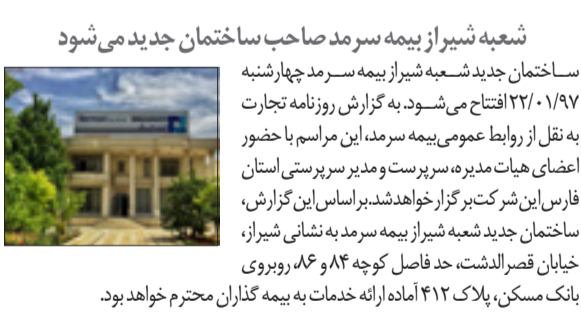 شعبه شیراز بیمه سرمد صاحب ساختمان جدید می‌شود
ساختمان جدید شعبه شیراز بیمه سرمد چهارشنبه
۲۲/۰۱/۹۷ افتتاح می‌شود. به گزارش روزنامه تجارت
به نقل از روابط عمومی‌بیمه سرمد، این مراسم با حضور
اعضای هیات مدیره، سرپرست و مدیر سرپرستی استان
فارس‌این‌شرکت‌برگزار‌خواهدشد.براساس‌این‌گزارش،
ساختمان جدید شعبه شیراز بیمه سرمد به نشانی شیراز،
خیابان قصرالدشت، حد فاصل کوچه ۸۴ و ۸۶، روبروی
بانک مسکن، پلاک ۴۱۲ آماده ارائه خدمات به بیمه گذاران محترم خواهد بود.